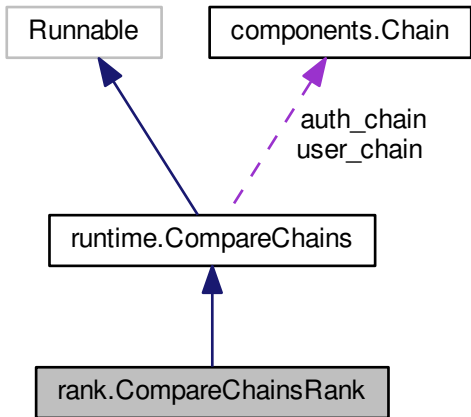 Runnable
components.Chain
auth_chain
user_chain
runtime.CompareChains
rank.CompareChainsRank